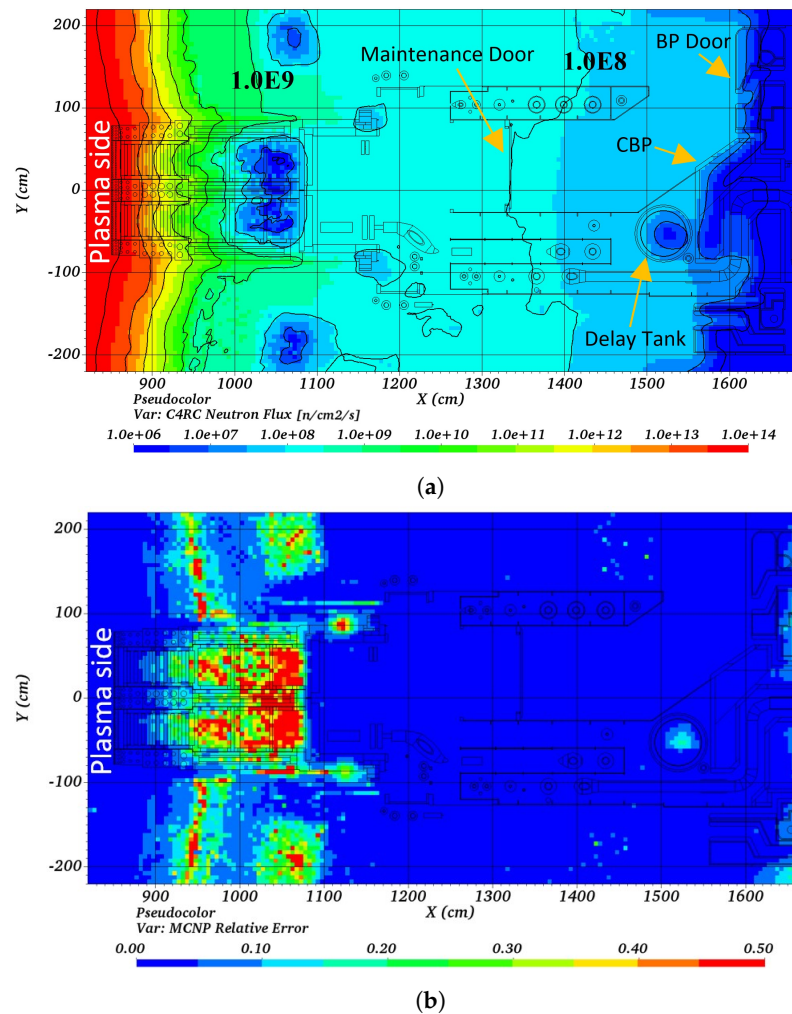 200
100
0
-100
-200
Y (cm)
Plasma side
1.0E9
Maintenance Door
1.0E8
BP Door
CBP
Delay Tank
900 1000 1100 1200 1300 1400 1500 1600
X (cm)
Pseudocolor
Var: C4RC Neutron Flux [n/cm2/s]
1.0e+06 1.0e+07 1.0e+08 1.0e+09 1.0e+10 1.0e+11 1.0e+12 1.0e+13 1.0e+14
(a)
200
100
0
-100
-200
Y (cm)
Plasma side
900 1000 1100 1200 1300 1400 1500 1600
X (cm)
Pseudocolor
Var: MCNP Relative Error
0.00 0.10 0.20 0.30 0.40 0.50
(b)